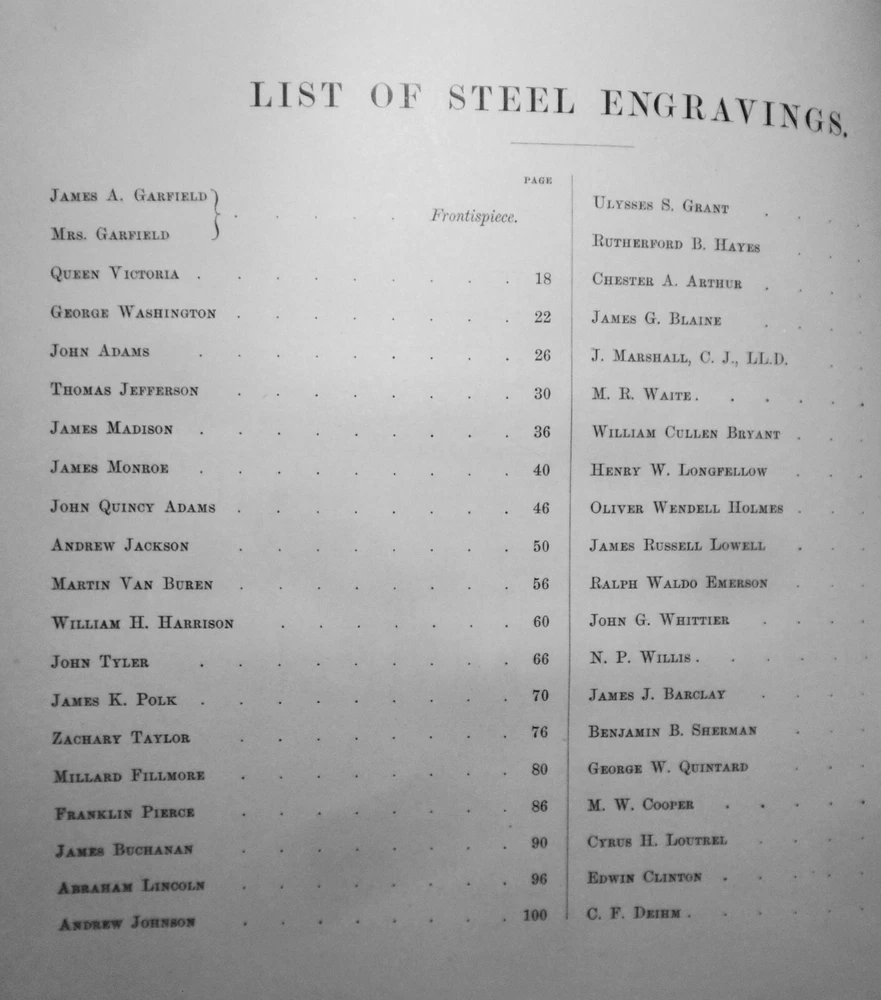 LIST OF STEEL ENGRAVINGS.
PAGE
JAMES A. GARFIELD
MRS. GARFIELD } . . . . . Frontispiece.
QUEEN VICTORIA . . . . . . . . . 18
GEORGE WASHINGTON . . . . . . . . 22
JOHN ADAMS . . . . . . . . . 26
THOMAS JEFFERSON . . . . . . . . 30
JAMES MADISON . . . . . . . . . 36
JAMES MONROE . . . . . . . . . 40
JOHN QUINCY ADAMS . . . . . . . . 46
ANDREW JACKSON . . . . . . . . 50
MARTIN VAN BUREN . . . . . . . . 56
WILLIAM H. HARRISON . . . . . . . 60
JOHN TYLER . . . . . . . . . 66
JAMES K. POLK . . . . . . . . . 70
ZACHARY TAYLOR . . . . . . . . 76
MILLARD FILLMORE . . . . . . . . 80
FRANKLIN PIERCE . . . . . . . . 86
JAMES BUCHANAN . . . . . . . . 90
ABRAHAM LINCOLN . . . . . . . . 96
ANDREW JOHNSON . . . . . . . . 100
ULYSSES S. GRANT . . .
RUTHERFORD B. HAYES . .
CHESTER A. ARTHUR . . .
JAMES G. BLAINE . . .
J. MARSHALL, C. J., LL.D. . .
M. R. WAITE . . . . . .
WILLIAM CULLEN BRYANT . . .
HENRY W. LONGFELLOW . . .
OLIVER WENDELL HOLMES . . .
JAMES RUSSELL LOWELL . . .
RALPH WALDO EMERSON . . .
JOHN G. WHITTIER . . . .
N. P. WILLIS . . . . . .
JAMES J. BARCLAY . . . .
BENJAMIN B. SHERMAN . . .
GEORGE W. QUINTARD . . .
M. W. COOPER . . . . .
CYRUS H. LOUTREL . . . .
EDWIN CLINTON . . . . .
C. F. DEIHM . . . . . .